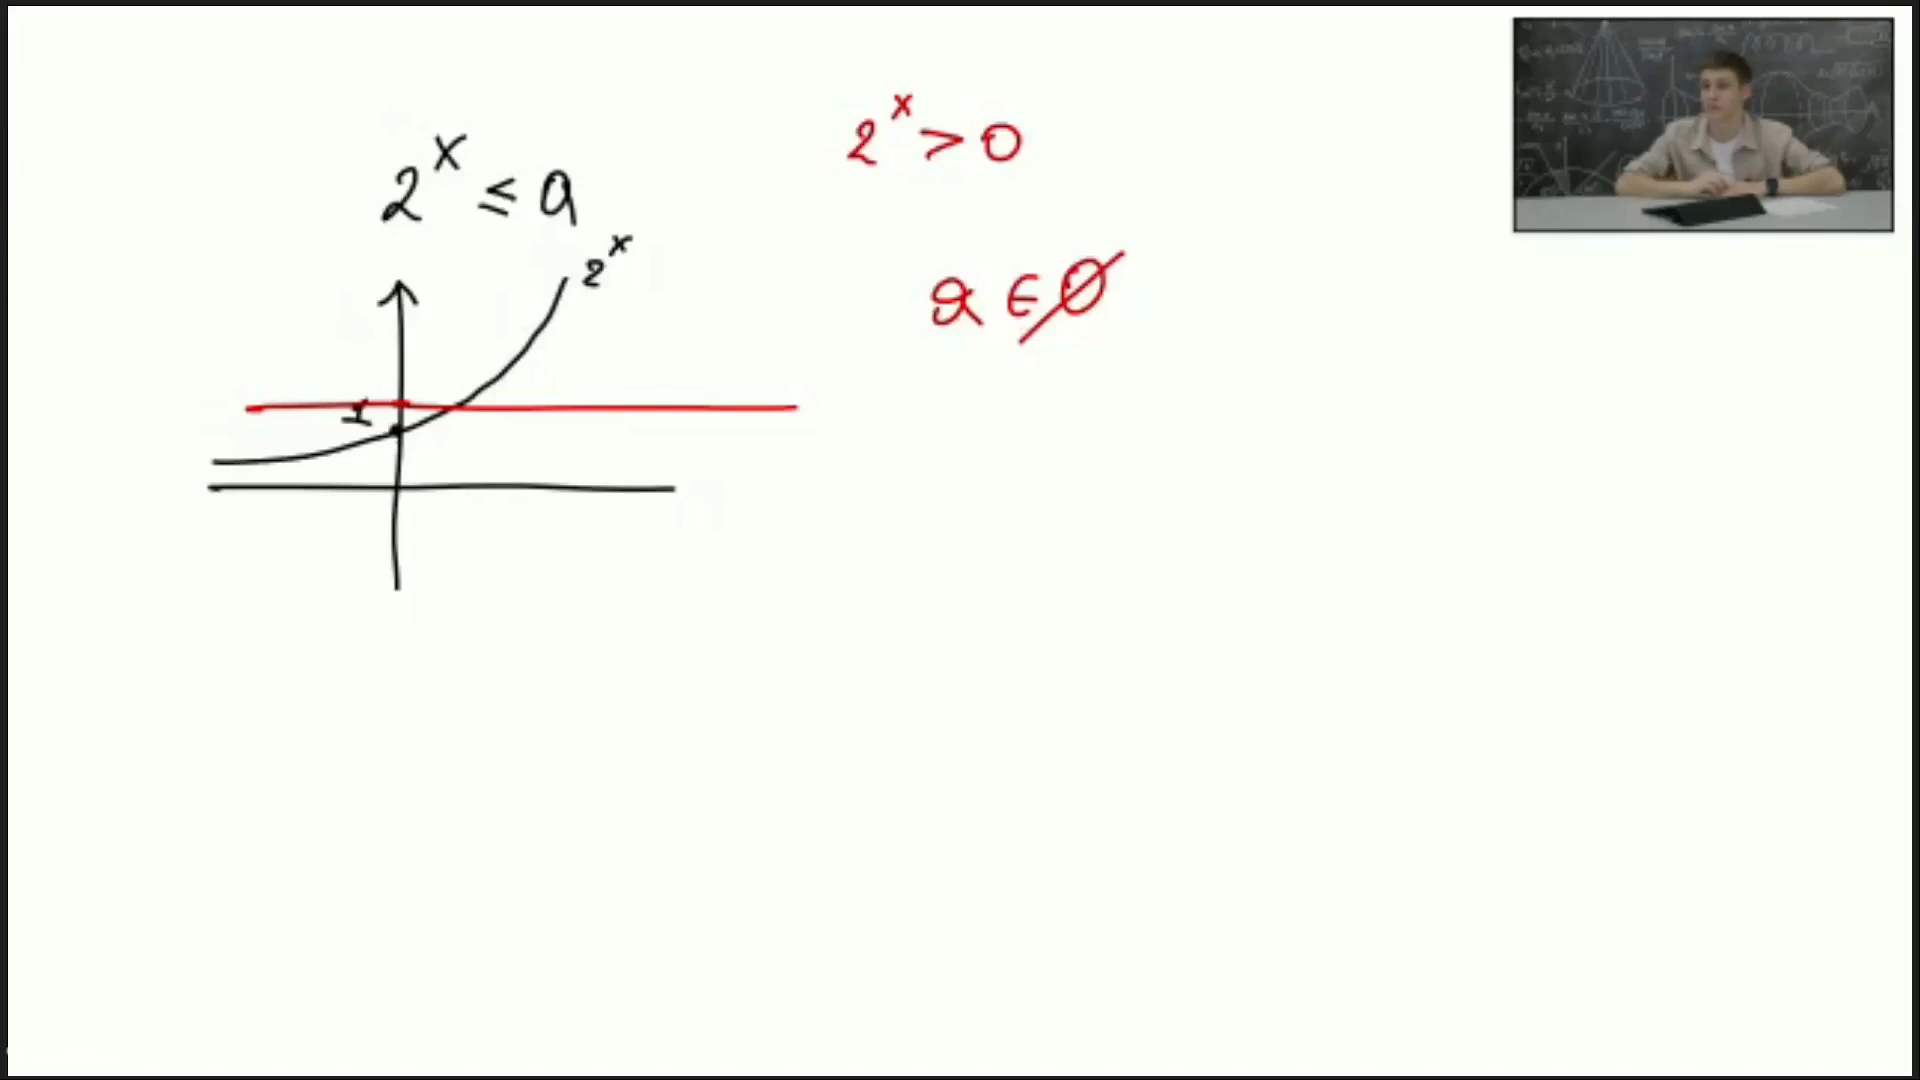 2^x > 0
2^x ≤ a
2^x
a ∈ ∅
1